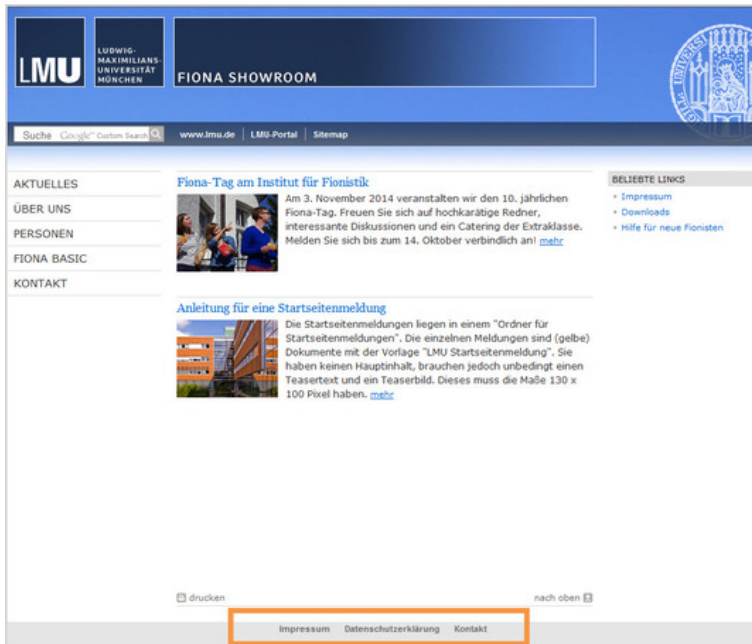 LMU
LUDWIG-
MAXIMILIANS-
UNIVERSITÄT
MÜNCHEN
FIONA SHOWROOM
Suche Google™ Custom Search
www.lmu.de
LMU-Portal
Sitemap
AKTUELLES
ÜBER UNS
PERSONEN
FIONA BASIC
KONTAKT
Fiona-Tag am Institut für Fionistik
Am 3. November 2014 veranstalten wir den 10. jährlichen
Fiona-Tag. Freuen Sie sich auf hochkarätige Redner,
interessante Diskussionen und ein Catering der Extraklasse.
Melden Sie sich bis zum 14. Oktober verbindlich an! mehr
Anleitung für eine Startseitenmeldung
Die Startseitenmeldungen liegen in einem "Ordner für
Startseitenmeldungen". Die einzelnen Meldungen sind (gelbe)
Dokumente mit der Vorlage "LMU Startseitenmeldung". Sie
haben keinen Hauptinhalt, brauchen jedoch unbedingt einen
Teasertext und ein Teaserbild. Dieses muss die Maße 130 x
100 Pixel haben. mehr
BELIEBTE LINKS
Impressum
Downloads
Hilfe für neue Fionisten
drucken
nach oben
Impressum Datenschutzerklärung Kontakt